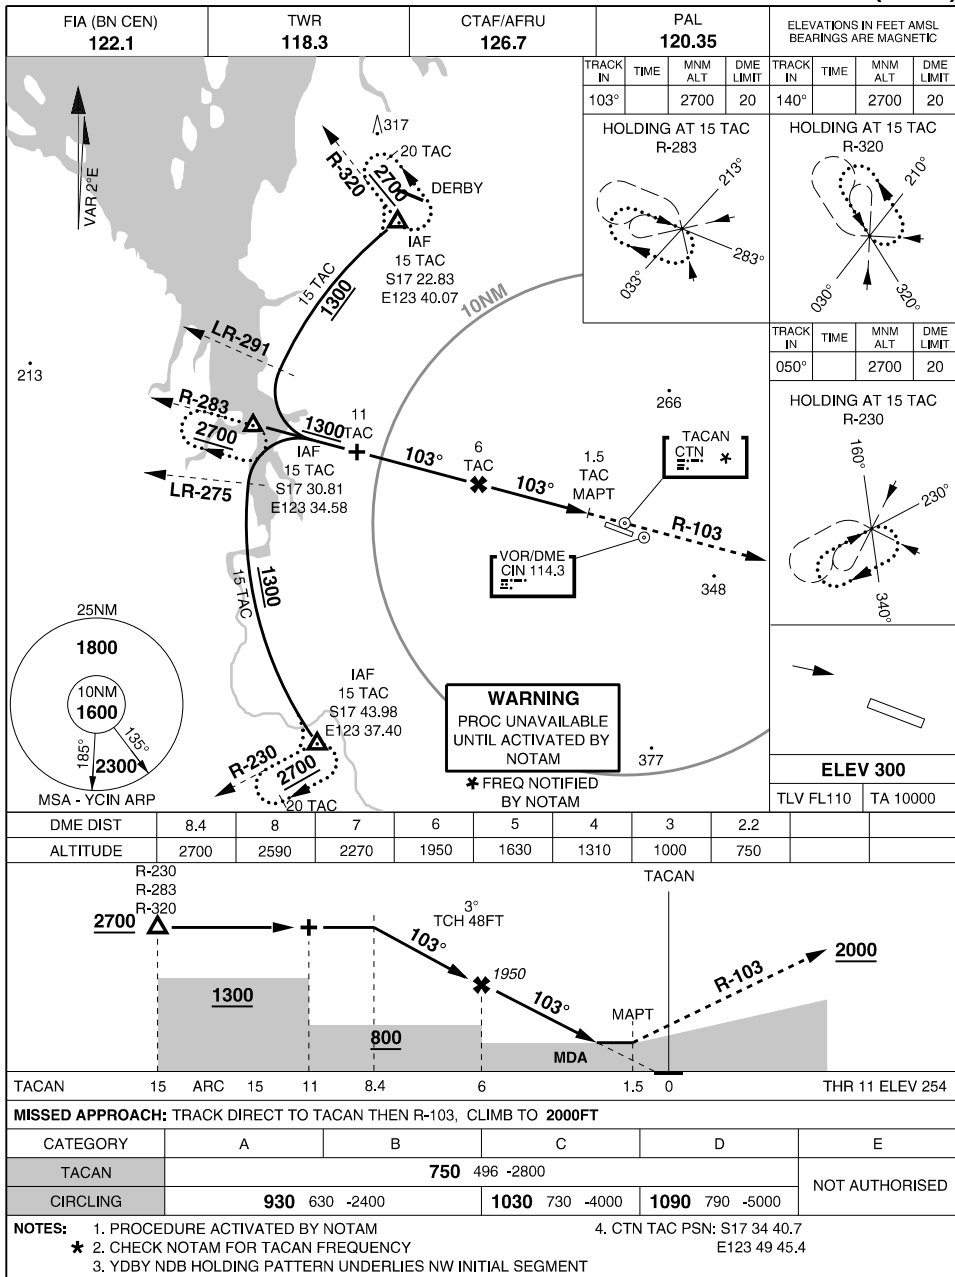 FIA (BN CEN)
122.1
TWR
118.3
CTAF/AFRU
126.7
PAL
120.35
ELEVATIONS IN FEET AMSL
BEARINGS ARE MAGNETIC
TRACK IN TIME MNM ALT DME LIMIT
103° 2700 20
TRACK IN TIME MNM ALT DME LIMIT
140° 2700 20
HOLDING AT 15 TAC
R-283
213°
283°
033°
HOLDING AT 15 TAC
R-320
210°
320°
030°
TRACK IN TIME MNM ALT DME LIMIT
050° 2700 20
HOLDING AT 15 TAC
R-230
160°
230°
340°
VAR 2°E
317
20 TAC
R-320
2700
DERBY
IAF
15 TAC
S17 22.83
E123 40.07
15 TAC
1300
10NM
LR-291
213
R-283
2700
1300
11
TAC
IAF
15 TAC
S17 30.81
E123 34.58
LR-275
103°
6
TAC
103°
1.5
TAC
MAPT
266
TACAN
CTN *
R-103
VOR/DME
CIN 114.3
348
15 TAC
1300
25NM
1800
10NM
1600
185°
135°
2300
MSA - YCIN ARP
IAF
15 TAC
S17 43.98
E123 37.40
R-230
2700
20 TAC
WARNING
PROC UNAVAILABLE
UNTIL ACTIVATED BY
NOTAM
* FREQ NOTIFIED
BY NOTAM
377
ELEV 300
TLV FL110 TA 10000
DME DIST 8.4 8 7 6 5 4 3 2.2
ALTITUDE 2700 2590 2270 1950 1630 1310 1000 750
R-230
R-283
R-320
2700
3°
TCH 48FT
103°
1950
103°
TACAN
MAPT
R-103
2000
1300
800
MDA
TACAN 15 ARC 15 11 8.4 6 1.5 0 THR 11 ELEV 254
MISSED APPROACH: TRACK DIRECT TO TACAN THEN R-103, CLIMB TO 2000FT
CATEGORY A B C D E
TACAN 750 496 -2800
NOT AUTHORISED
CIRCLING 930 630 -2400 1030 730 -4000 1090 790 -5000
NOTES: 1. PROCEDURE ACTIVATED BY NOTAM
* 2. CHECK NOTAM FOR TACAN FREQUENCY
3. YDBY NDB HOLDING PATTERN UNDERLIES NW INITIAL SEGMENT
4. CTN TAC PSN: S17 34 40.7
E123 49 45.4